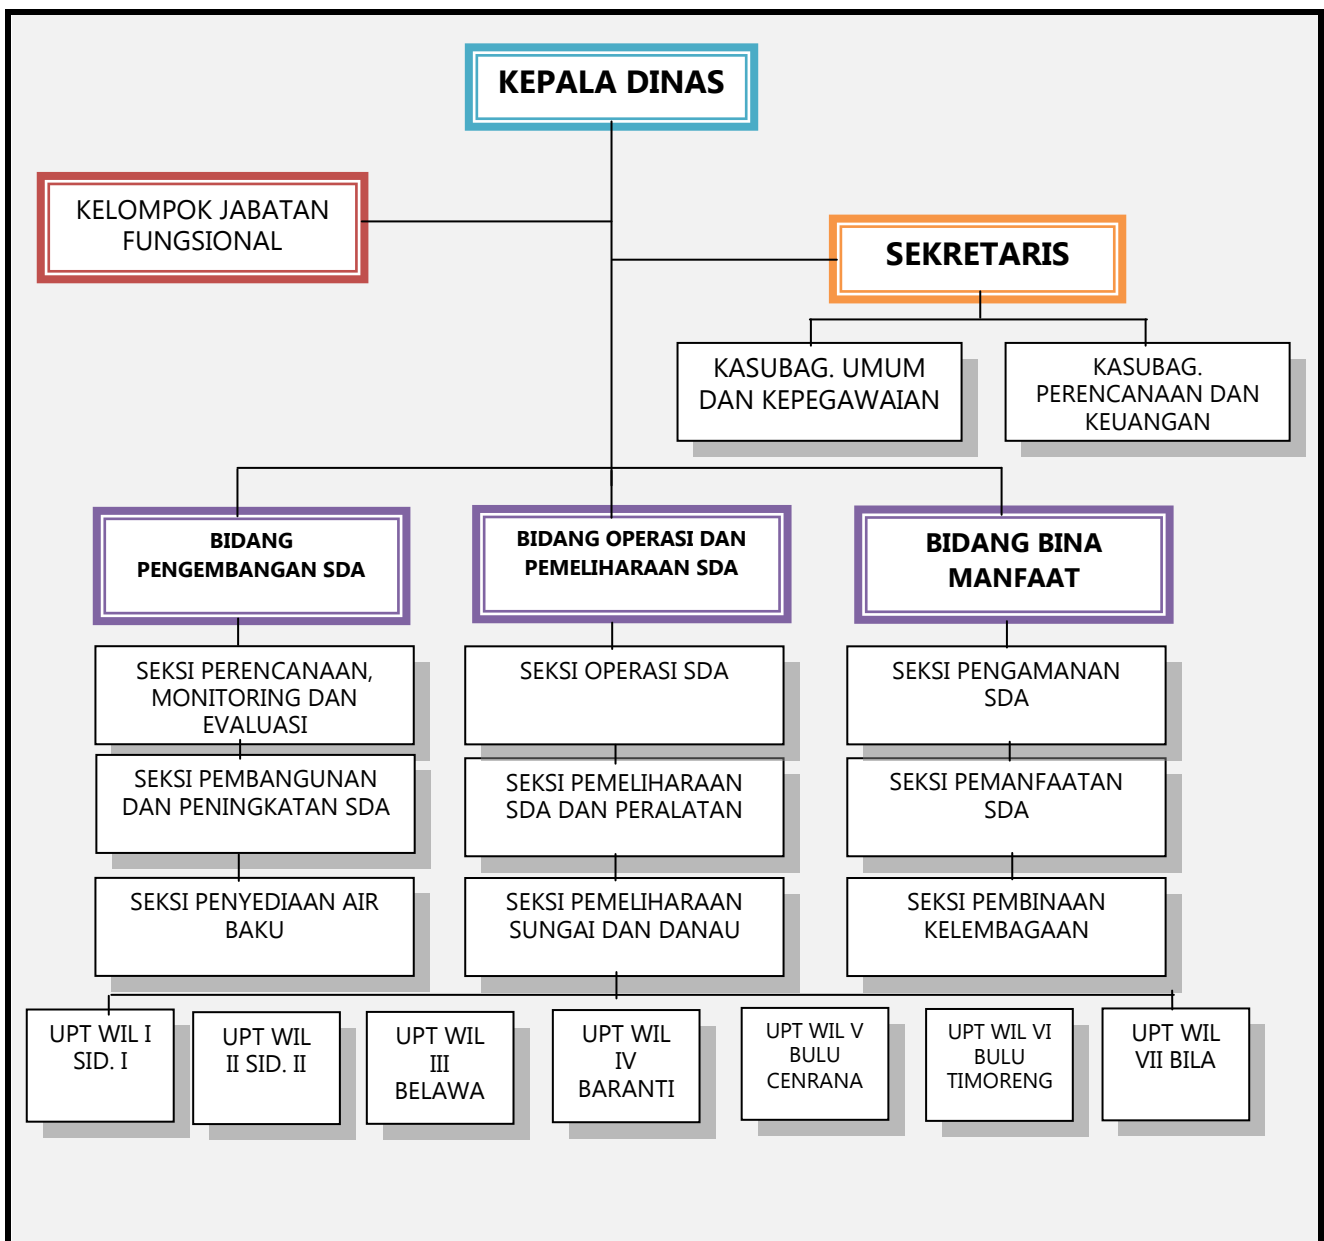 KEPALA DINAS
KELOMPOK JABATAN
FUNGSIONAL
SEKRETARIS
KASUBAG. UMUM
DAN KEPEGAWAIAN
KASUBAG.
PERENCANAAN DAN
KEUANGAN
BIDANG
PENGEMBANGAN SDA
BIDANG OPERASI DAN
PEMELIHARAAN SDA
BIDANG BINA
MANFAAT
SEKSI PERENCANAAN,
MONITORING DAN
EVALUASI
SEKSI OPERASI SDA
SEKSI PENGAMANAN
SDA
SEKSI PEMBANGUNAN
DAN PENINGKATAN SDA
SEKSI PEMELIHARAAN
SDA DAN PERALATAN
SEKSI PEMANFAATAN
SDA
SEKSI PENYEDIAAN AIR
BAKU
SEKSI PEMELIHARAAN
SUNGAI DAN DANAU
SEKSI PEMBINAAN
KELEMBAGAAN
UPT WIL I
SID. I
UPT WIL
II SID. II
UPT WIL
III
BELAWA
UPT WIL
IV
BARANTI
UPT WIL V
BULU
CENRANA
UPT WIL VI
BULU
TIMORENG
UPT WIL
VII BILA